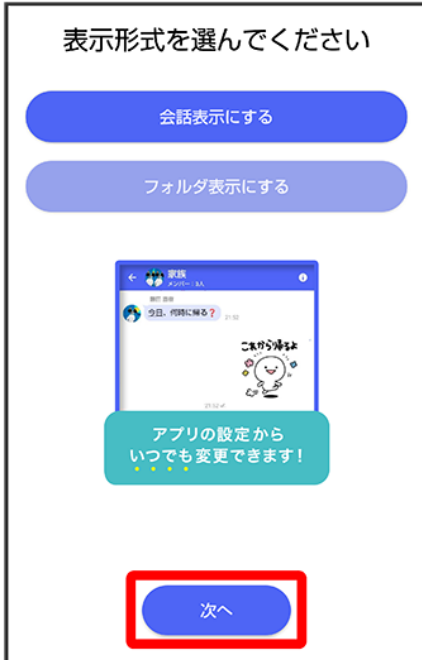 表示形式を選んでください
会話表示にする
フォルダ表示にする
家族
メンバー：3人
今日、何時に帰る？
21:52
これから帰るよ
21:52
アプリの設定から
いつでも変更できます！
次へ